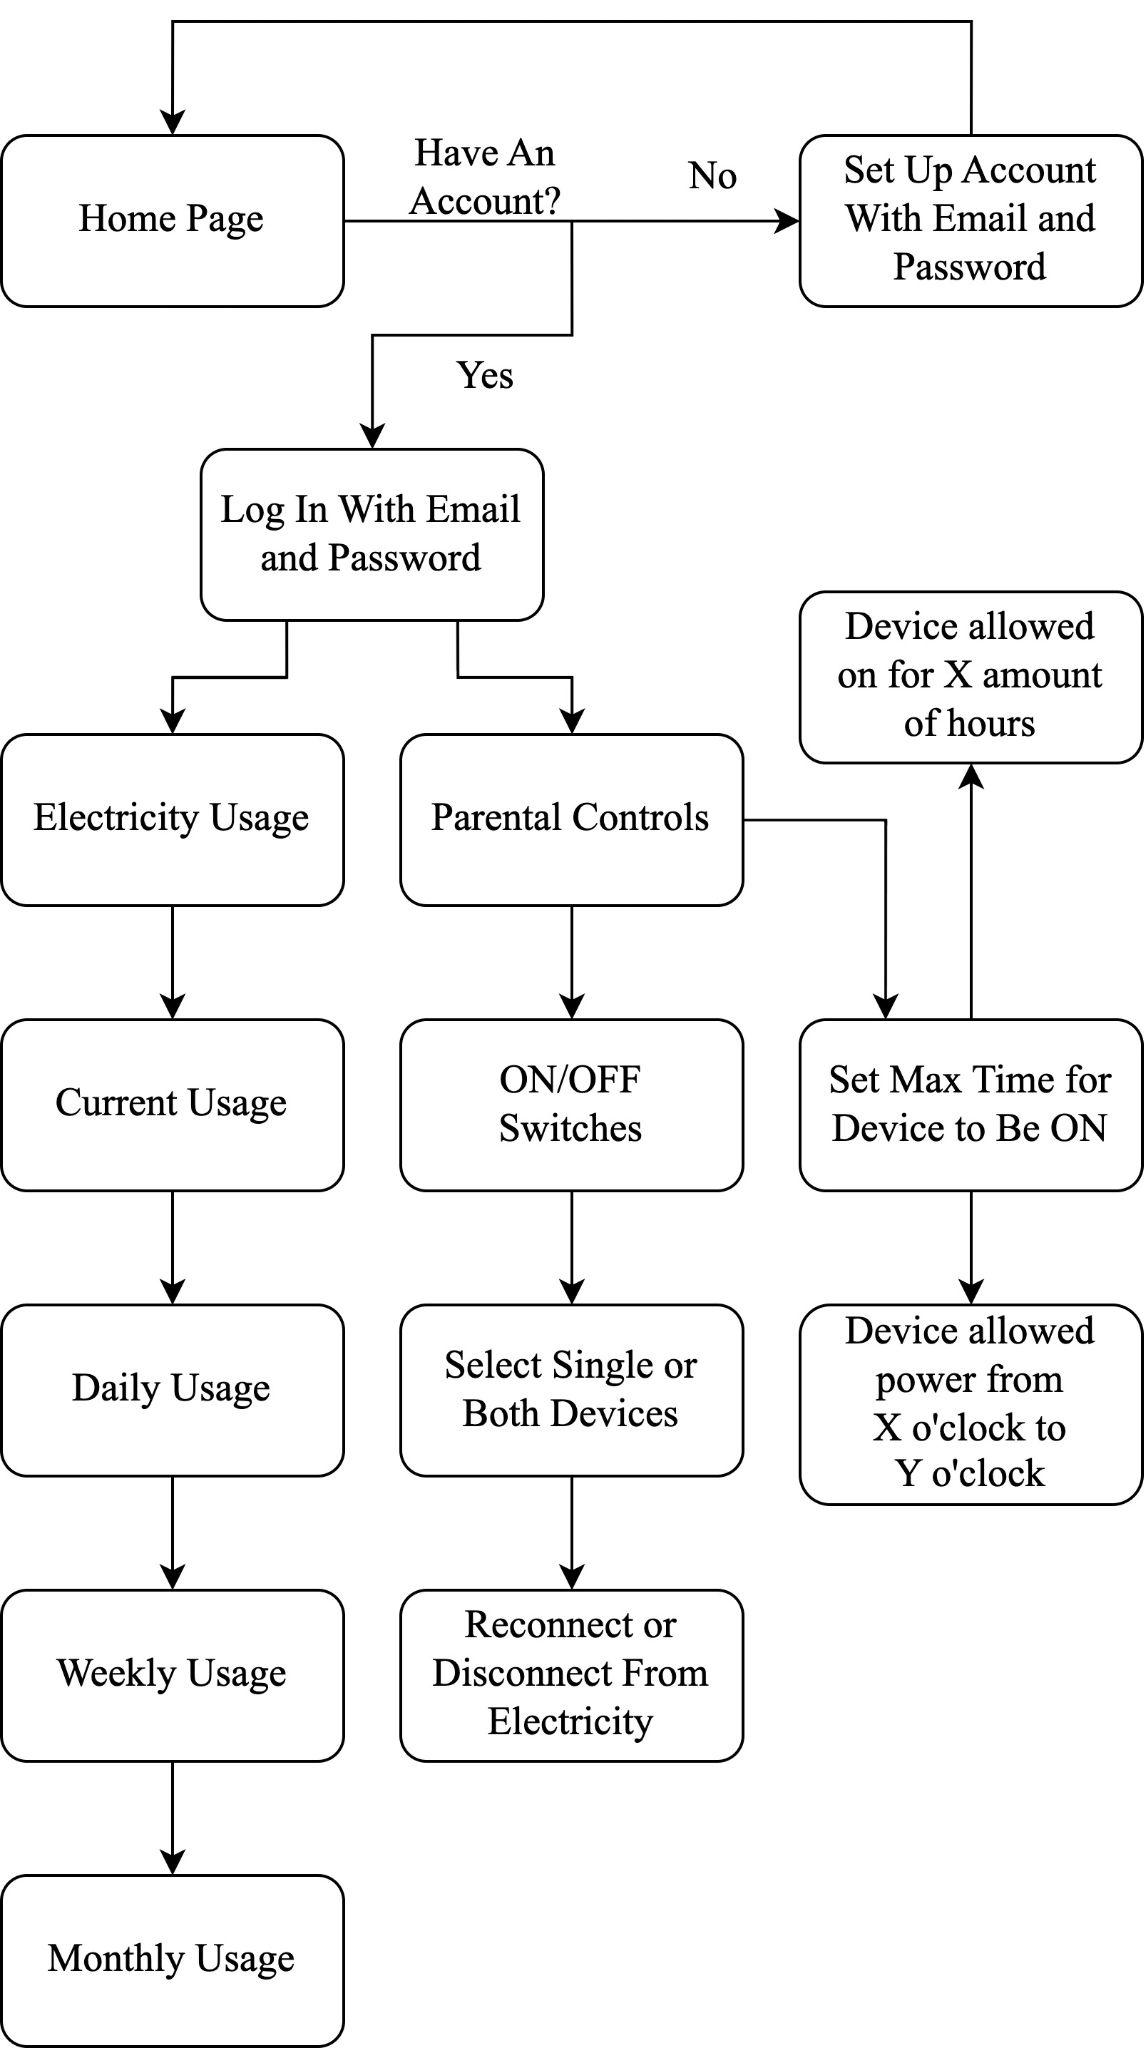 Home Page
Have An
Account?
No
Set Up Account
With Email and
Password
Yes
Log In With Email
and Password
Device allowed
on for X amount
of hours
Electricity Usage
Parental Controls
Current Usage
ON/OFF
Switches
Set Max Time for
Device to Be ON
Daily Usage
Select Single or
Both Devices
Device allowed
power from
X o'clock to
Y o'clock
Weekly Usage
Reconnect or
Disconnect From
Electricity
Monthly Usage